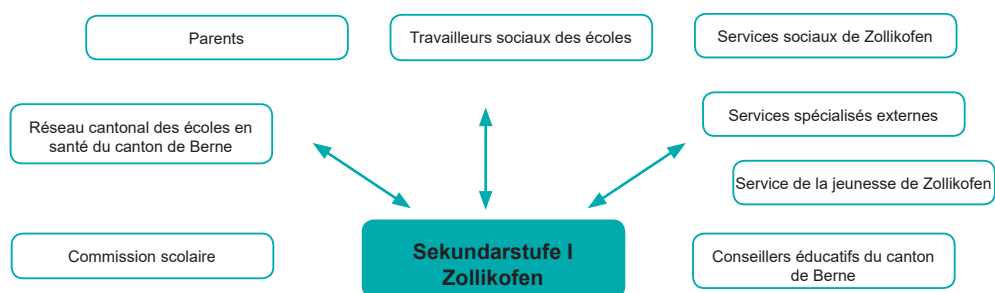 Parents
Travailleurs sociaux des écoles
Services sociaux de Zollikofen
Réseau cantonal des écoles en
santé du canton de Berne
Services spécialisés externes
Service de la jeunesse de Zollikofen
Commission scolaire
Sekundarstufe I
Zollikofen
Conseillers éducatifs du canton
de Berne